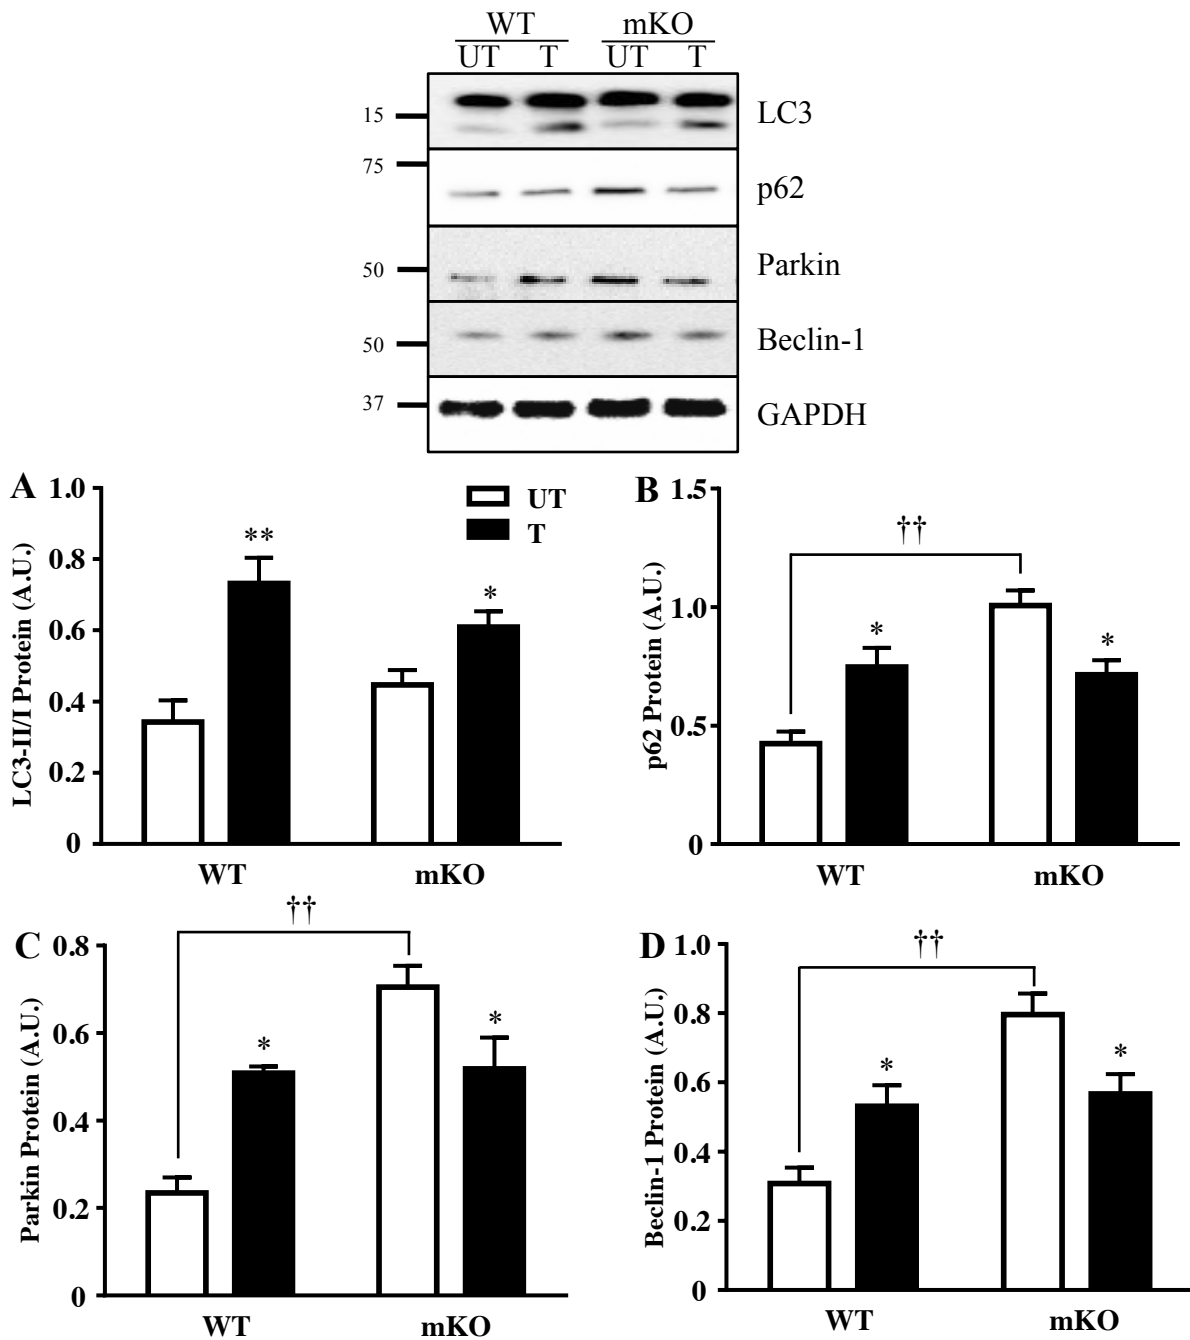 WT mKO
UT T UT T
15 LC3
75
p62
50 Parkin
50 Beclin-1
37 GAPDH
A
LC3-II/I Protein (A.U.)
1.0
0.8
0.6
0.4
0.2
0
** *
UT
T
WT mKO
B
p62 Protein (A.U.)
1.5
1.0
0.5
0
††
* *
WT mKO
C
Parkin Protein (A.U.)
0.8
0.6
0.4
0.2
0
††
* *
WT mKO
D
Beclin-1 Protein (A.U.)
1.0
0.8
0.6
0.4
0.2
0
††
* *
WT mKO